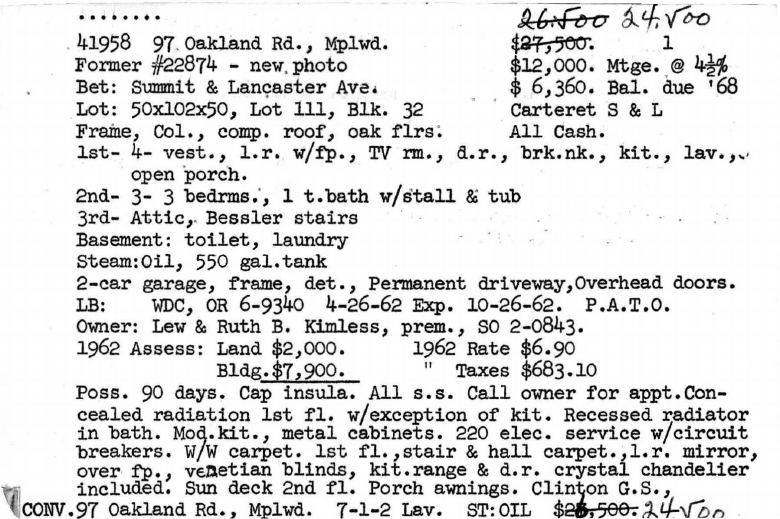 ........ 26.500 24.500
41958 97 Oakland Rd., Mplwd. $27,500. 1
Former #22874 - new photo $12,000. Mtge. @ 4½%
Bet: Summit & Lancaster Ave. $ 6,360. Bal. due '68
Lot: 50x102x50, Lot 111, Blk. 32 Carteret S & L
Frame, Col., comp. roof, oak flrs. All Cash.
1st- 4- vest., l.r. w/fp., TV rm., d.r., brk.nk., kit., lav.,
open porch.
2nd- 3- 3 bedrms., 1 t.bath w/stall & tub
3rd- Attic, Bessler stairs
Basement: toilet, laundry
Steam:Oil, 550 gal.tank
2-car garage, frame, det., Permanent driveway,Overhead doors.
LB: WDC, OR 6-9340 4-26-62 Exp. 10-26-62. P.A.T.O.
Owner: Lew & Ruth B. Kimless, prem., SO 2-0843.
1962 Assess: Land $2,000. 1962 Rate $6.90
Bldg.$7,900. " Taxes $683.10
Poss. 90 days. Cap insula. All s.s. Call owner for appt.Con-
cealed radiation 1st fl. w/exception of kit. Recessed radiator
in bath. Mod.kit., metal cabinets. 220 elec. service w/circuit
breakers. W/W carpet. 1st fl.,stair & hall carpet.,l.r. mirror,
over fp., venetian blinds, kit.range & d.r. crystal chandelier
included. Sun deck 2nd fl. Porch awnings. Clinton G.S.,
CONV.97 Oakland Rd., Mplwd. 7-1-2 Lav. ST:OIL $26,500. 24500